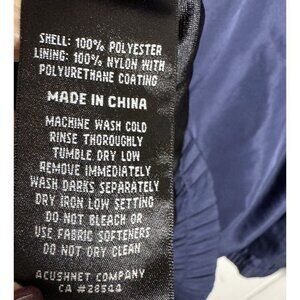 SHELL: 100% POLYESTER
LINING: 100% NYLON WITH
POLYURETHANE COATING
MADE IN CHINA
MACHINE WASH COLD
RINSE THOROUGHLY
TUMBLE DRY LOW
REMOVE IMMEDIATELY
WASH DARKS SEPARATELY
DRY IRON LOW SETTING
DO NOT BLEACH OR
USE FABRIC SOFTENERS
DO NOT DRY CLEAN
ACUSHNET COMPANY
CA #28544